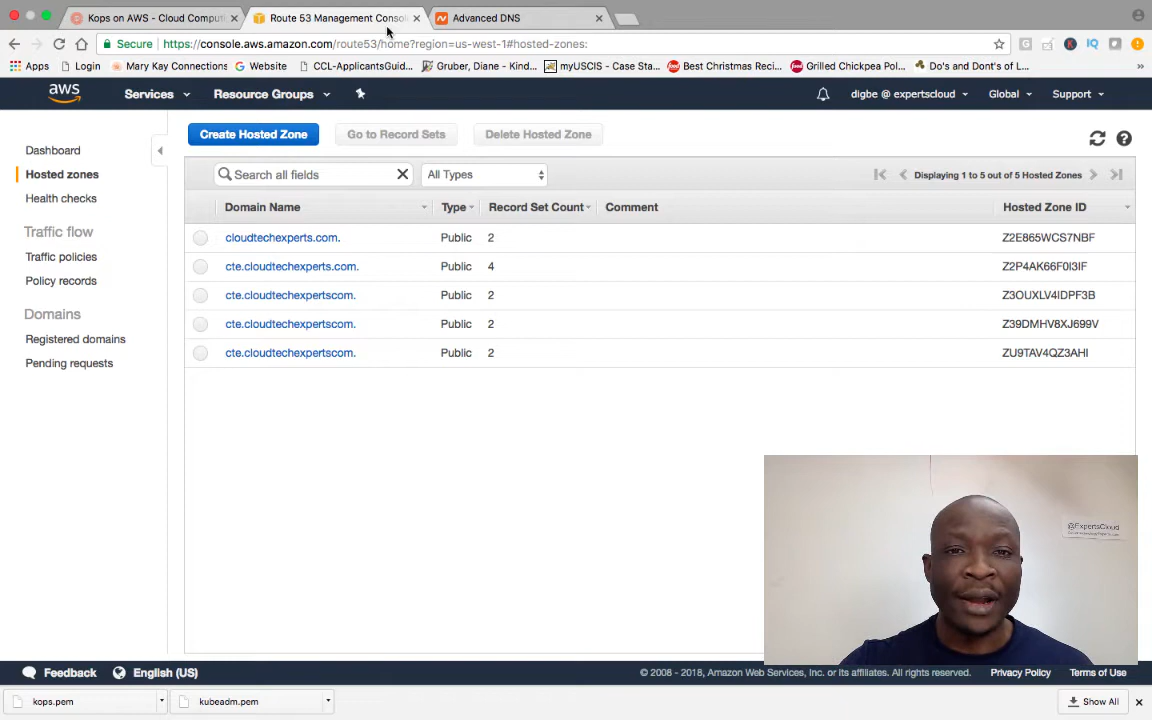 Kops on AWS - Cloud Computi
Route 53 Management Conso
Advanced DNS
Secure
https://console.aws.amazon.com/route53/home?region=us-west-1#hosted-zones:
Apps
Login
Mary Kay Connections
Website
CCL-ApplicantsGuid...
Gruber, Diane - Kind...
myUSCIS - Case Sta...
Best Christmas Reci...
Grilled Chickpea Pol...
Do's and Dont's of L...
aws
Services
Resource Groups
digbe @ expertscloud
Global
Support
Dashboard
Hosted zones
Health checks
Traffic flow
Traffic policies
Policy records
Domains
Registered domains
Pending requests
Create Hosted Zone
Go to Record Sets
Delete Hosted Zone
Search all fields
All Types
Displaying 1 to 5 out of 5 Hosted Zones
Domain Name Type Record Set Count Comment Hosted Zone ID
cloudtechexperts.com. Public 2 Z2E865WCS7NBF
cte.cloudtechexperts.com. Public 4 Z2P4AK66F0I3IF
cte.cloudtechexpertscom. Public 2 Z3OUXLV4IDPF3B
cte.cloudtechexpertscom. Public 2 Z39DMHV8XJ699V
cte.cloudtechexpertscom. Public 2 ZU9TAV4QZ3AHI
@ExpertsCloud
Feedback
English (US)
© 2008 - 2018, Amazon Web Services, Inc. or its affiliates. All rights reserved.
Privacy Policy
Terms of Use
kops.pem
kubeadm.pem
Show All